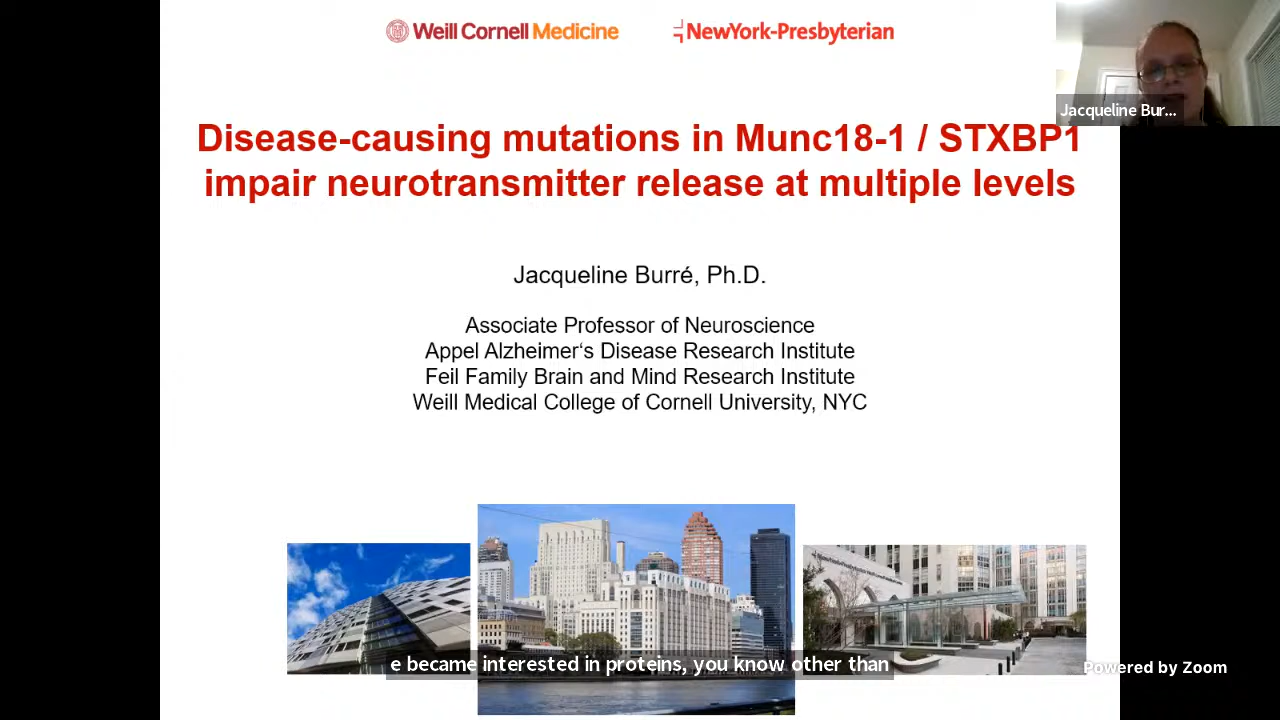 Weill Cornell Medicine
NewYork-Presbyterian
Jacqueline Bur...
Disease-causing mutations in Munc18-1 / STXBP1
impair neurotransmitter release at multiple levels
Jacqueline Burré, Ph.D.
Associate Professor of Neuroscience
Appel Alzheimer‘s Disease Research Institute
Feil Family Brain and Mind Research Institute
Weill Medical College of Cornell University, NYC
e became interested in proteins, you know other than
Powered by Zoom